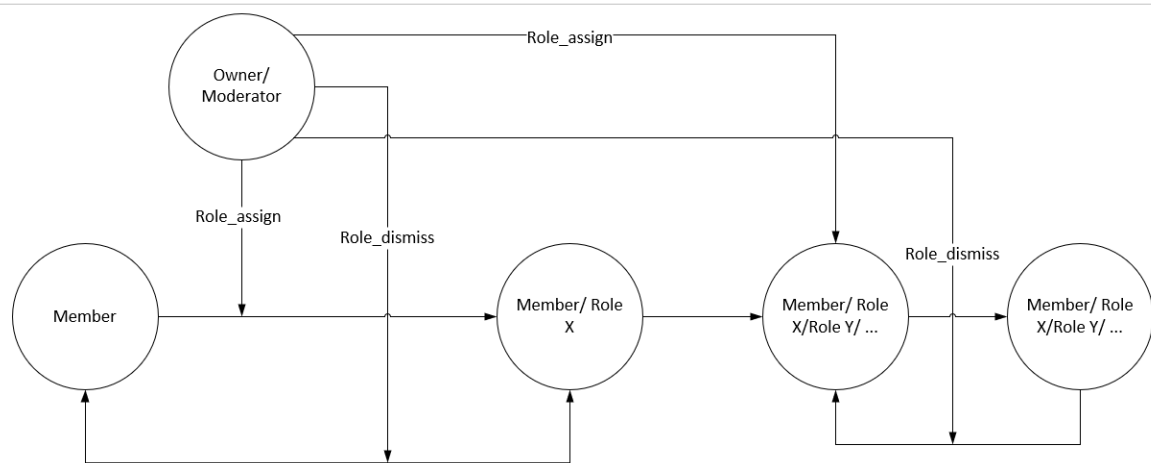 Role_assign
Owner/
Moderator
Role_assign
Role_dismiss
Role_dismiss
Member
Member/ Role
X
Member/ Role
X/Role Y/ ...
Member/ Role
X/Role Y/ ...